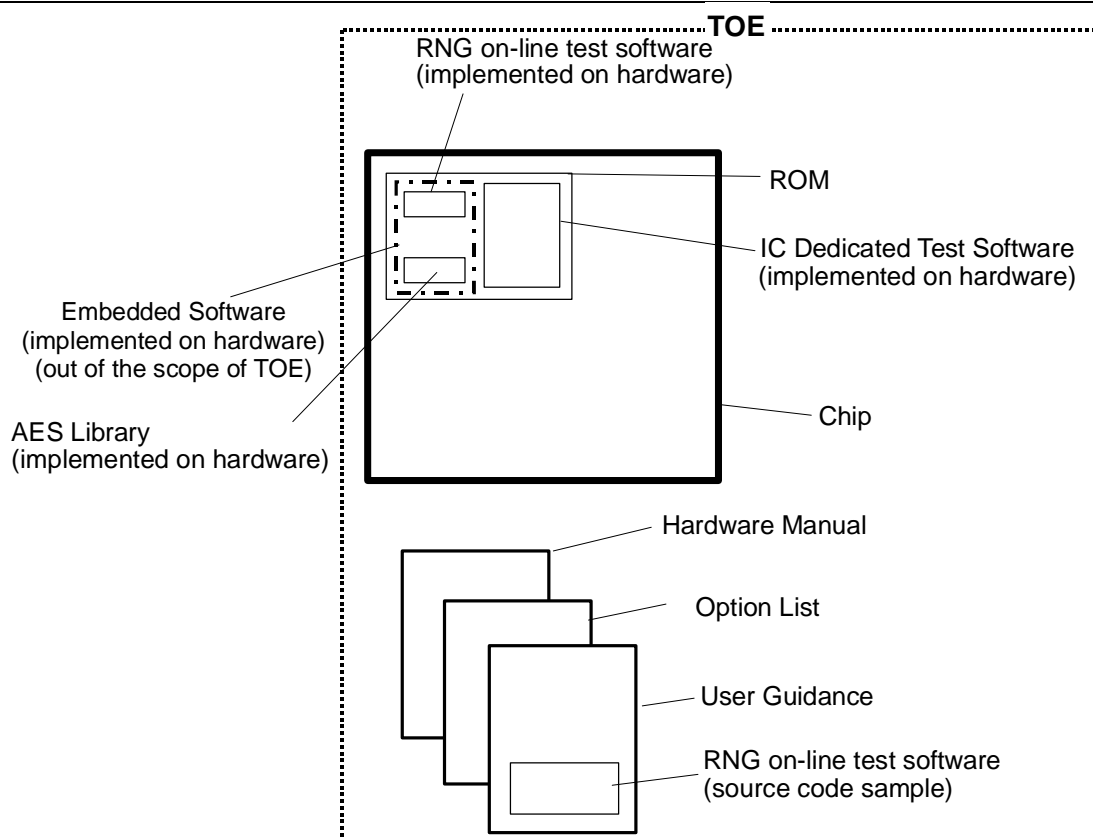 TOE
RNG on-line test software
(implemented on hardware)
ROM
IC Dedicated Test Software
(implemented on hardware)
Embedded Software
(implemented on hardware)
(out of the scope of TOE)
Chip
AES Library
(implemented on hardware)
Hardware Manual
Option List
User Guidance
RNG on-line test software
(source code sample)